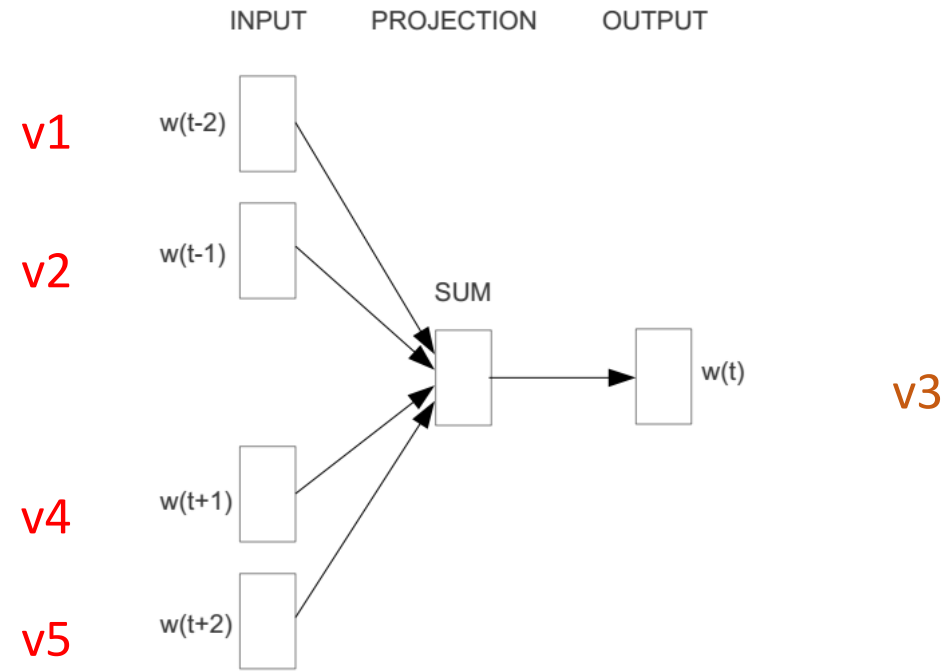 INPUT PROJECTION OUTPUT
v1 w(t-2)
v2 w(t-1)
SUM
w(t) v3
v4 w(t+1)
v5 w(t+2)